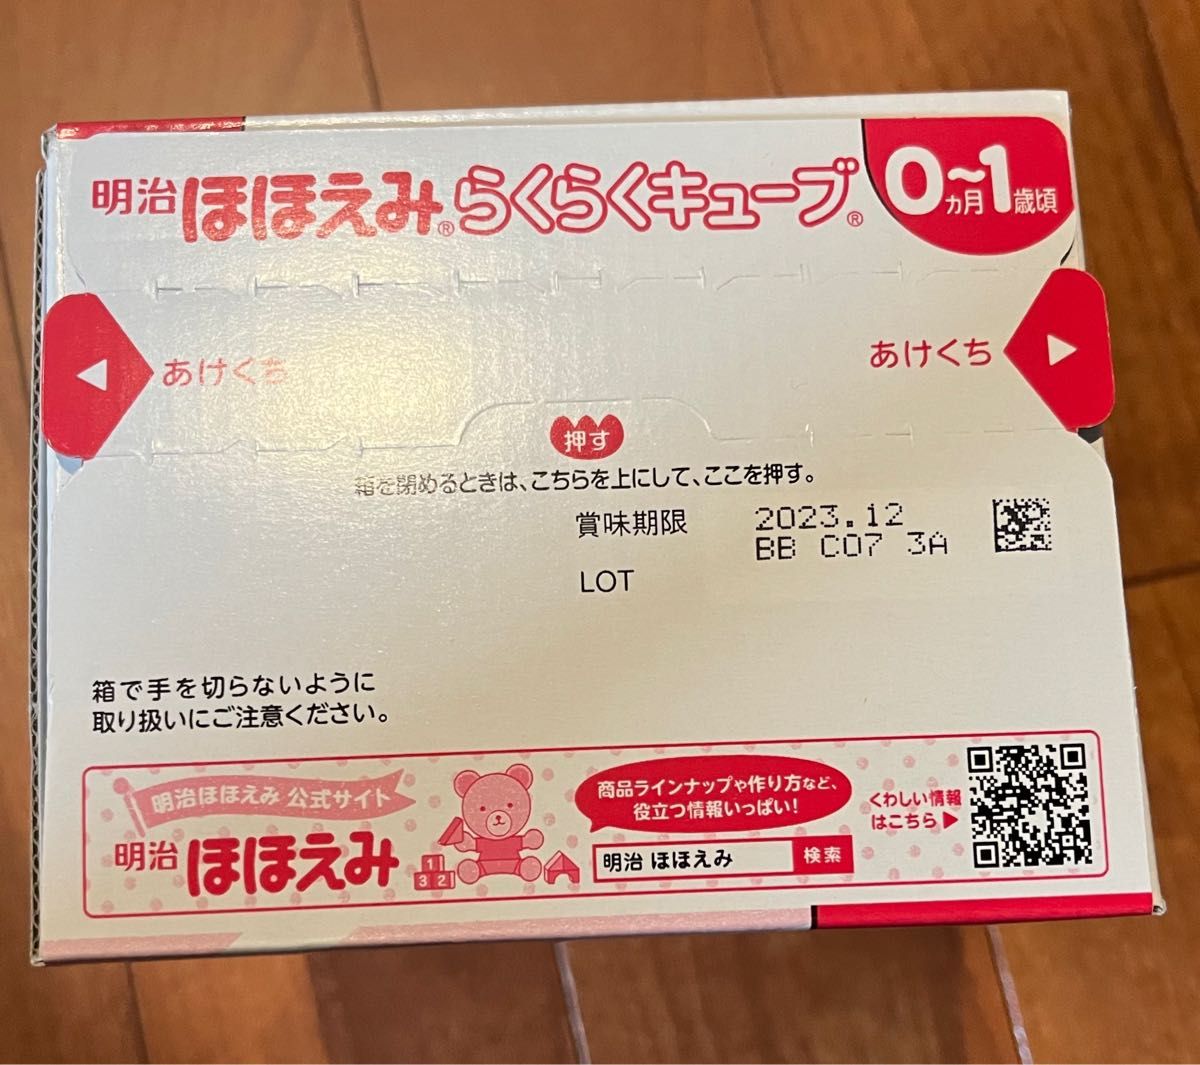 明治ほほえみ®らくらくキューブ®
0ヵ月〜1歳頃
あけくち
あけくち
押す
箱を閉めるときは、こちらを上にして、ここを押す。
賞味期限 2023.12
BB C07 3A
LOT
箱で手を切らないように
取り扱いにご注意ください。
明治ほほえみ 公式サイト
明治ほほえみ
1
3 2
商品ラインナップや作り方など、
役立つ情報いっぱい!
明治 ほほえみ 検索
くわしい情報
はこちら▶